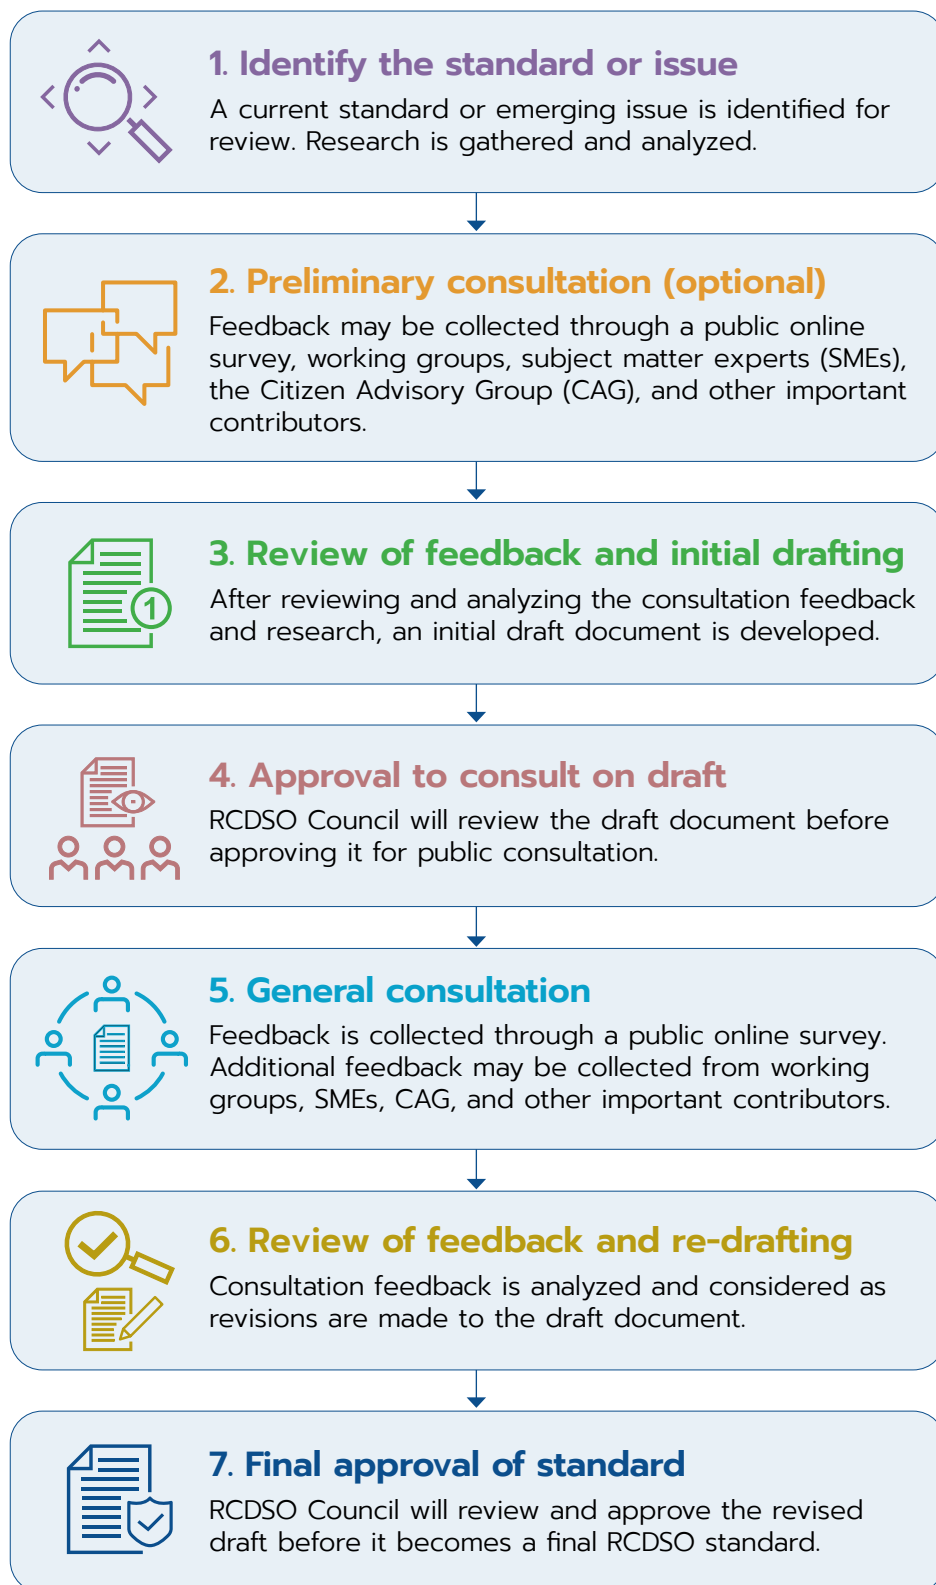 1. Identify the standard or issue
A current standard or emerging issue is identified for
review. Research is gathered and analyzed.
2. Preliminary consultation (optional)
Feedback may be collected through a public online
survey, working groups, subject matter experts (SMEs),
the Citizen Advisory Group (CAG), and other important
contributors.
3. Review of feedback and initial drafting
After reviewing and analyzing the consultation feedback
and research, an initial draft document is developed.
1
4. Approval to consult on draft
RCDSO Council will review the draft document before
approving it for public consultation.
5. General consultation
Feedback is collected through a public online survey.
Additional feedback may be collected from working
groups, SMEs, CAG, and other important contributors.
6. Review of feedback and re-drafting
Consultation feedback is analyzed and considered as
revisions are made to the draft document.
7. Final approval of standard
RCDSO Council will review and approve the revised
draft before it becomes a final RCDSO standard.